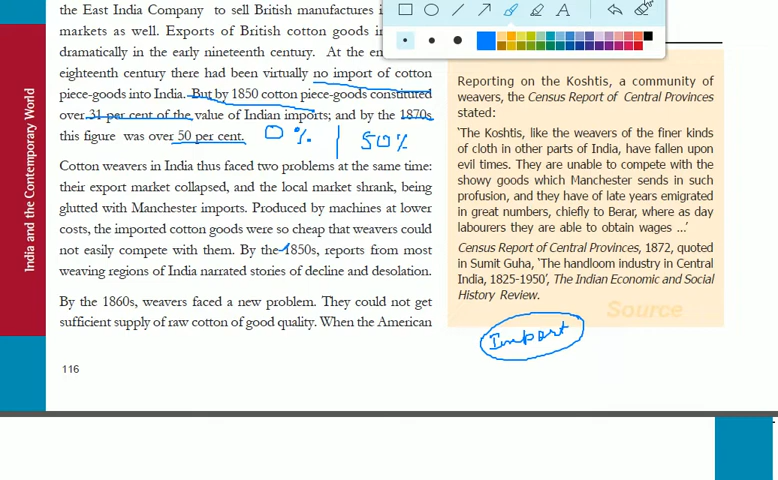 the East India Company to sell British manufactures i
markets as well. Exports of British cotton goods in
dramatically in the early nineteenth century. At the en
eighteenth century there had been virtually no import of cotton
piece-goods into India. But by 1850 cotton piece-goods constituted
over 31 per cent of the value of Indian imports; and by the 1870s
this figure was over 50 per cent. 0 % | 50 %
Cotton weavers in India thus faced two problems at the same time:
their export market collapsed, and the local market shrank, being
glutted with Manchester imports. Produced by machines at lower
costs, the imported cotton goods were so cheap that weavers could
not easily compete with them. By the 1850s, reports from most
weaving regions of India narrated stories of decline and desolation.
By the 1860s, weavers faced a new problem. They could not get
sufficient supply of raw cotton of good quality. When the American
116
India and the Contemporary World
A
Reporting on the Koshtis, a community of
weavers, the Census Report of Central Provinces
stated:
‘The Koshtis, like the weavers of the finer kinds
of cloth in other parts of India, have fallen upon
evil times. They are unable to compete with the
showy goods which Manchester sends in such
profusion, and they have of late years emigrated
in great numbers, chiefly to Berar, where as day
labourers they are able to obtain wages ...’
Census Report of Central Provinces, 1872, quoted
in Sumit Guha, ‘The handloom industry in Central
India, 1825-1950’, The Indian Economic and Social
History Review.
Source
Import